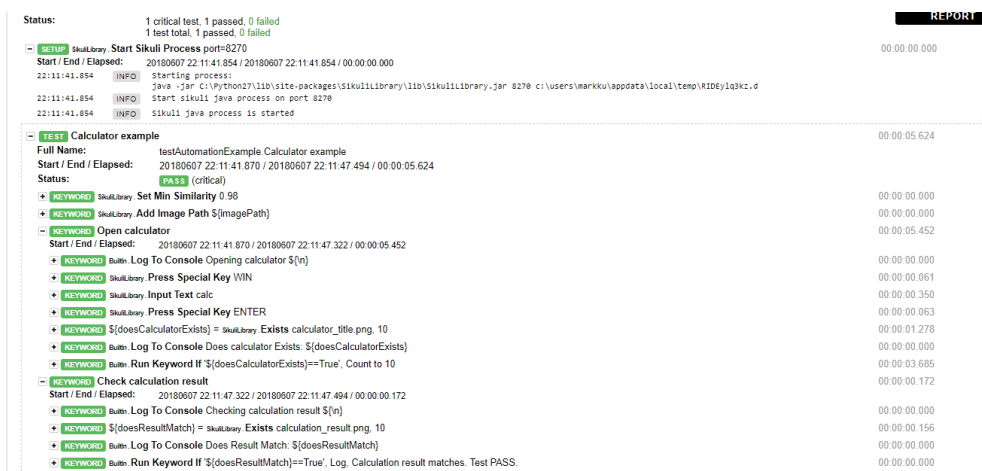 Status: 1 critical test, 1 passed, 0 failed
1 test total, 1 passed, 0 failed
REPORT
SETUP SikuliLibrary. Start Sikuli Process port=8270 00:00:00.000
Start / End / Elapsed: 20180607 22:11:41.854 / 20180607 22:11:41.854 / 00:00:00.000
22:11:41.854 INFO Starting process:
java -jar C:\Python27\lib\site-packages\SikuliLibrary\lib\SikuliLibrary.jar 8270 c:\users\markku\appdata\local\temp\RIDEylq3kz.d
22:11:41.854 INFO Start sikuli java process on port 8270
22:11:41.854 INFO Sikuli java process is started
TEST Calculator example 00:00:05.624
Full Name: testAutomationExample.Calculator example
Start / End / Elapsed: 20180607 22:11:41.870 / 20180607 22:11:47.494 / 00:00:05.624
Status: PASS (critical)
KEYWORD SikuliLibrary. Set Min Similarity 0.98 00:00:00.000
KEYWORD SikuliLibrary. Add Image Path ${imagePath} 00:00:00.000
KEYWORD Open calculator 00:00:05.452
Start / End / Elapsed: 20180607 22:11:41.870 / 20180607 22:11:47.322 / 00:00:05.452
KEYWORD BuiltIn. Log To Console Opening calculator ${\n} 00:00:00.000
KEYWORD SikuliLibrary. Press Special Key WIN 00:00:00.061
KEYWORD SikuliLibrary. Input Text calc 00:00:00.350
KEYWORD SikuliLibrary. Press Special Key ENTER 00:00:00.063
KEYWORD ${doesCalculatorExists} = SikuliLibrary. Exists calculator_title.png, 10 00:00:01.278
KEYWORD BuiltIn. Log To Console Does calculator Exists: ${doesCalculatorExists} 00:00:00.000
KEYWORD BuiltIn. Run Keyword If '${doesCalculatorExists}==True', Count to 10 00:00:03.685
KEYWORD Check calculation result 00:00:00.172
Start / End / Elapsed: 20180607 22:11:47.322 / 20180607 22:11:47.494 / 00:00:00.172
KEYWORD BuiltIn. Log To Console Checking calculation result ${\n} 00:00:00.000
KEYWORD ${doesResultMatch} = SikuliLibrary. Exists calculation_result.png, 10 00:00:00.156
KEYWORD BuiltIn. Log To Console Does Result Match: ${doesResultMatch} 00:00:00.000
KEYWORD BuiltIn. Run Keyword If '${doesResultMatch}==True', Log, Calculation result matches. Test PASS. 00:00:00.000